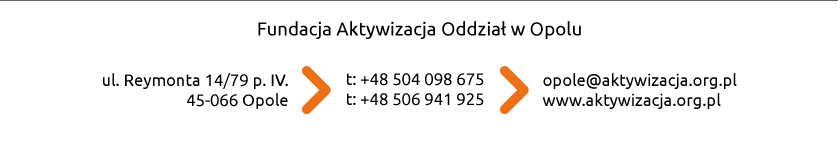 Fundacja Aktywizacja Oddział w Opolu
ul. Reymonta 14/79 p. IV.
45-066 Opole
t: +48 504 098 675
t: +48 506 941 925
opole@aktywizacja.org.pl
www.aktywizacja.org.pl